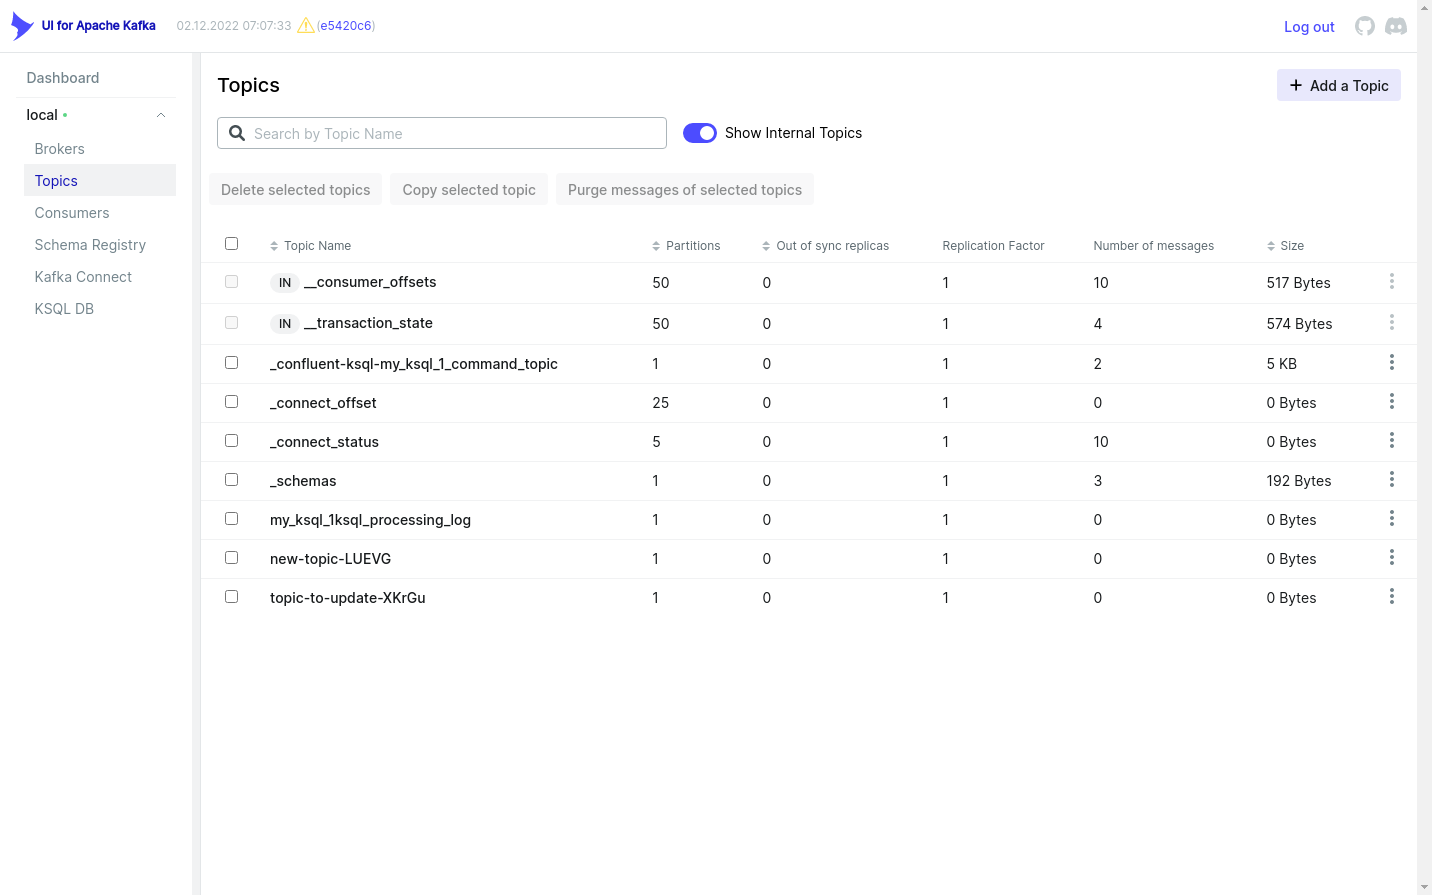 UI for Apache Kafka 02.12.2022 07:07:33 (e5420c6) Log out
Dashboard
local
Brokers
Topics
Consumers
Schema Registry
Kafka Connect
KSQL DB
Topics
Add a Topic
Search by Topic Name
Show Internal Topics
Delete selected topics Copy selected topic Purge messages of selected topics
Topic Name Partitions Out of sync replicas Replication Factor Number of messages Size
IN __consumer_offsets 50 0 1 10 517 Bytes
IN __transaction_state 50 0 1 4 574 Bytes
_confluent-ksql-my_ksql_1_command_topic 1 0 1 2 5 KB
_connect_offset 25 0 1 0 0 Bytes
_connect_status 5 0 1 10 0 Bytes
_schemas 1 0 1 3 192 Bytes
my_ksql_1ksql_processing_log 1 0 1 0 0 Bytes
new-topic-LUEVG 1 0 1 0 0 Bytes
topic-to-update-XKrGu 1 0 1 0 0 Bytes